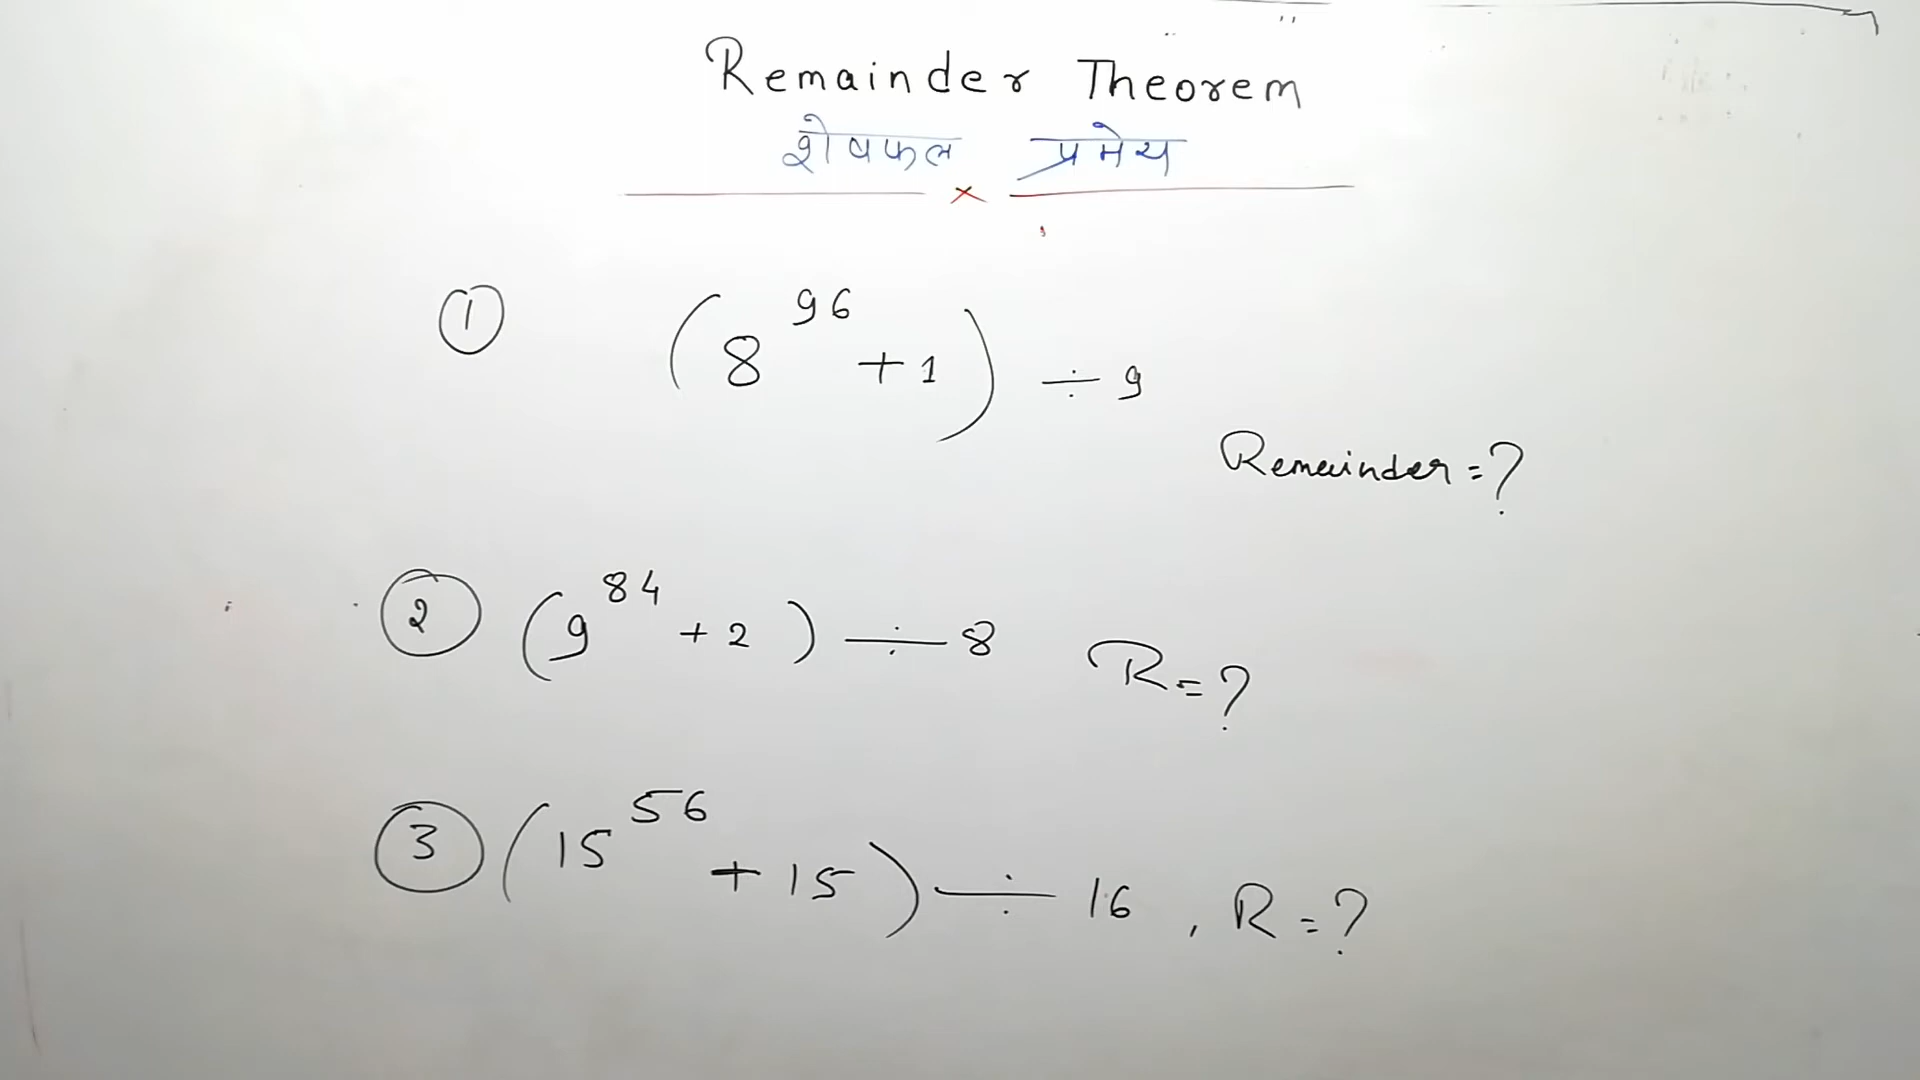 Remainder Theorem
शेषफल प्रमेय
① (8^96 + 1) ÷ 9
Remainder = ?
② (9^84 + 2) ÷ 8 R = ?
③ (15^56 + 15) ÷ 16 , R = ?